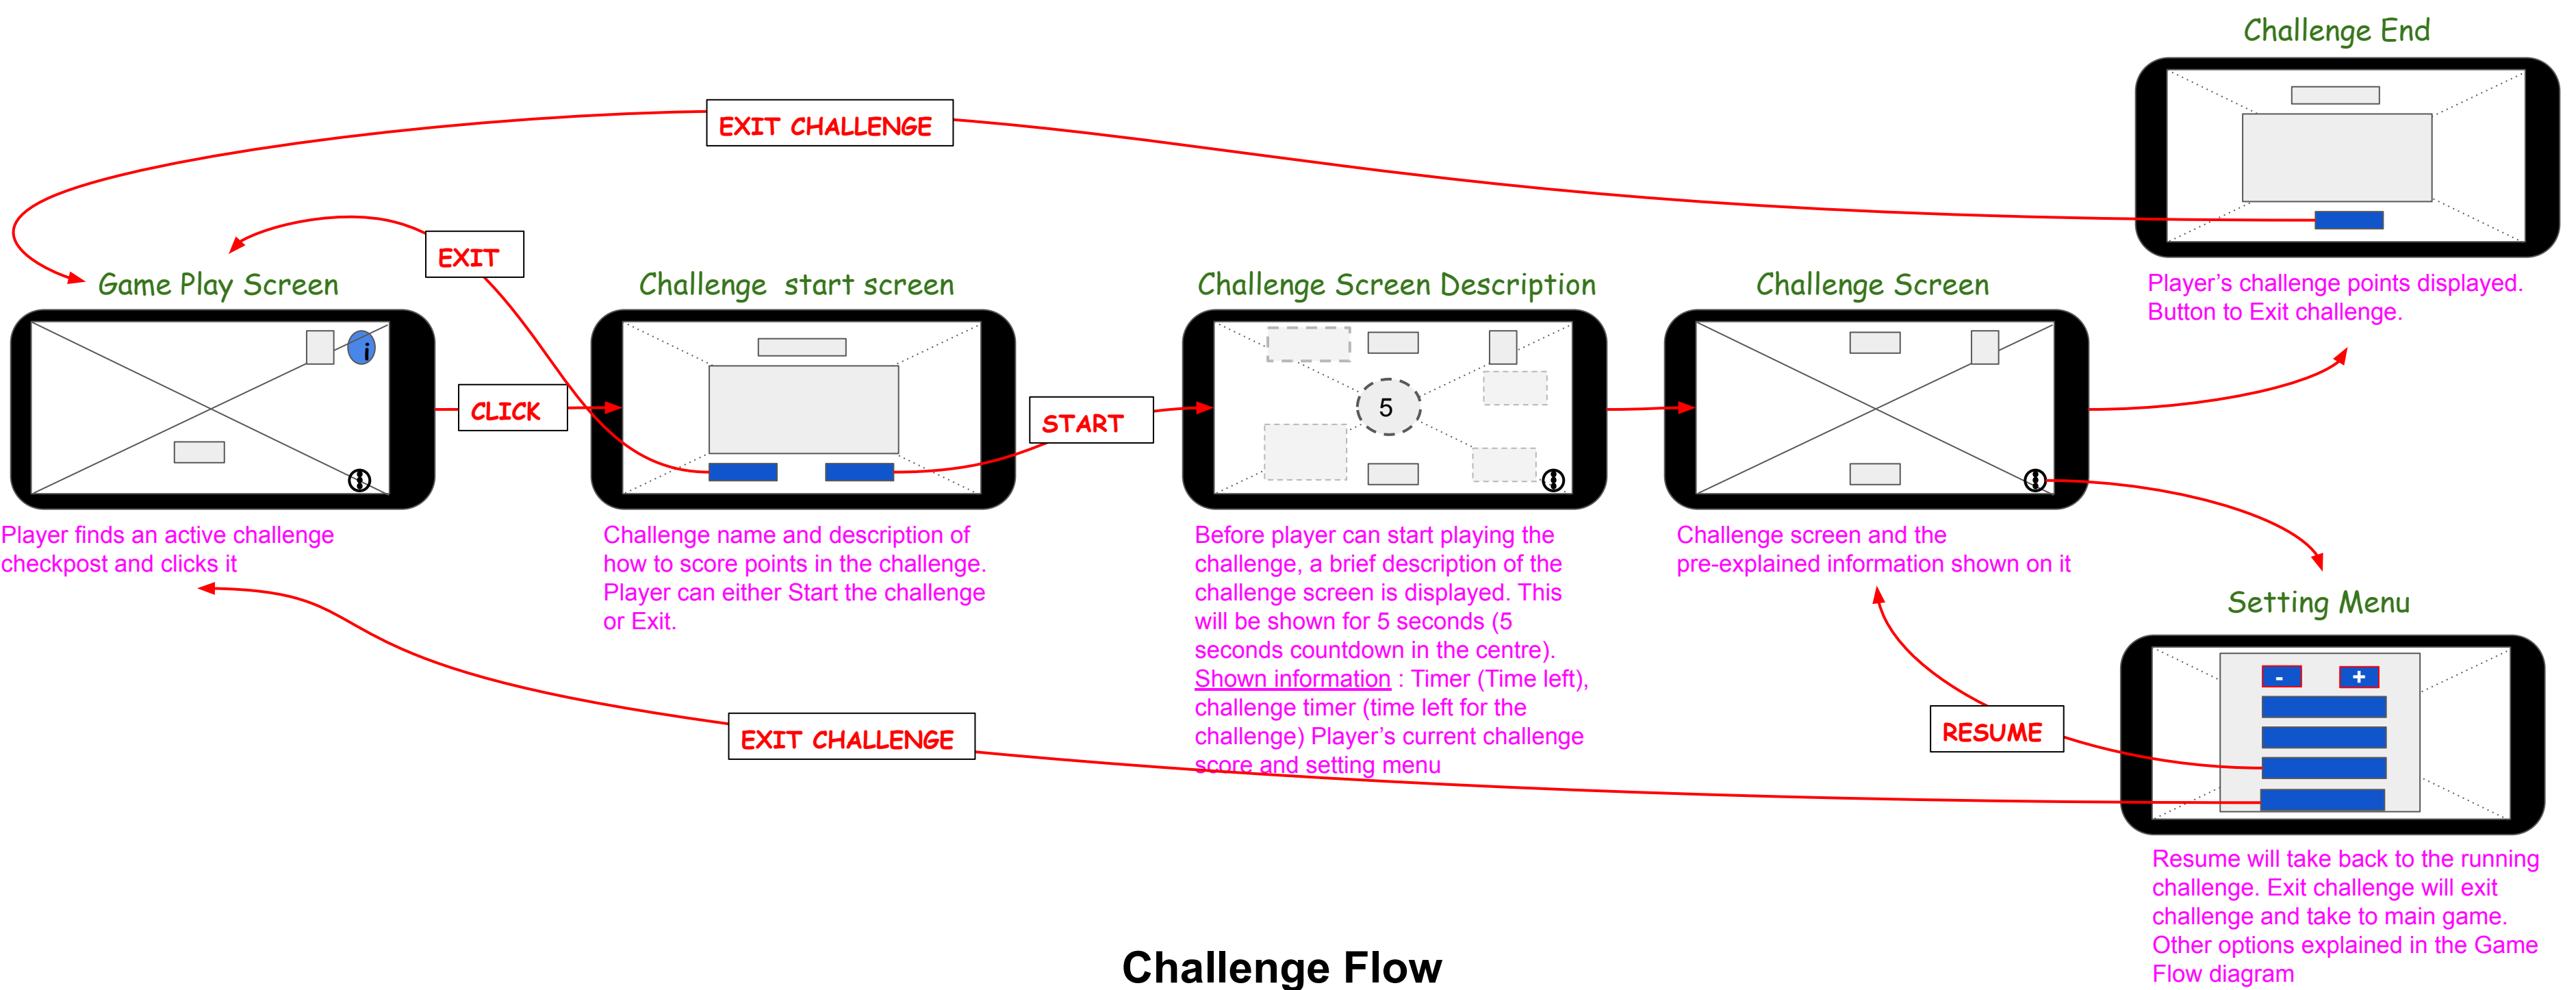 Challenge End
EXIT CHALLENGE
Player's challenge points displayed.
Button to Exit challenge.
EXIT
Game Play Screen
i
CLICK
Player finds an active challenge
checkpost and clicks it
Challenge start screen
Challenge name and description of
how to score points in the challenge.
Player can either Start the challenge
or Exit.
START
Challenge Screen Description
5
Before player can start playing the
challenge, a brief description of the
challenge screen is displayed. This
will be shown for 5 seconds (5
seconds countdown in the centre).
Shown information : Timer (Time left),
challenge timer (time left for the
challenge) Player's current challenge
score and setting menu
Challenge Screen
Challenge screen and the
pre-explained information shown on it
Setting Menu
- +
RESUME
EXIT CHALLENGE
Resume will take back to the running
challenge. Exit challenge will exit
challenge and take to main game.
Other options explained in the Game
Flow diagram
Challenge Flow